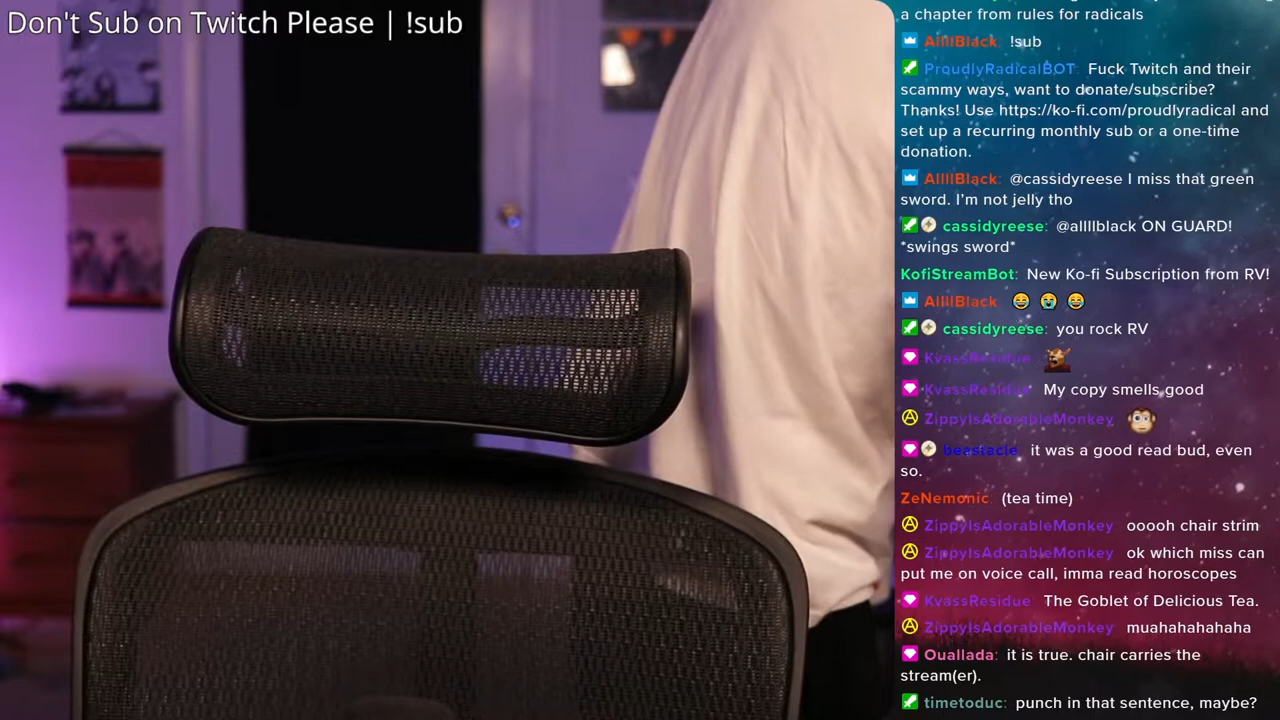 Don't Sub on Twitch Please | !sub
a chapter from rules for radicals
AllllBlack: !sub
ProudlyRadicalBOT: Fuck Twitch and their
scammy ways, want to donate/subscribe?
Thanks! Use https://ko-fi.com/proudlyradical and
set up a recurring monthly sub or a one-time
donation.
AllllBlack: @cassidyreese I miss that green
sword. I'm not jelly tho
cassidyreese: @allllblack ON GUARD!
*swings sword*
KofiStreamBot: New Ko-fi Subscription from RV!
AllllBlack: 😂 😭 😂
cassidyreese: you rock RV
KvassResidue:
KvassResidue: My copy smells good
ZippyIsAdorableMonkey:
beastacle: it was a good read bud, even
so.
ZeNemonic: (tea time)
ZippyIsAdorableMonkey: ooooh chair strim
ZippyIsAdorableMonkey: ok which miss can
put me on voice call, imma read horoscopes
KvassResidue: The Goblet of Delicious Tea.
ZippyIsAdorableMonkey: muahahahahaha
Ouallada: it is true. chair carries the
stream(er).
timetoduc: punch in that sentence, maybe?